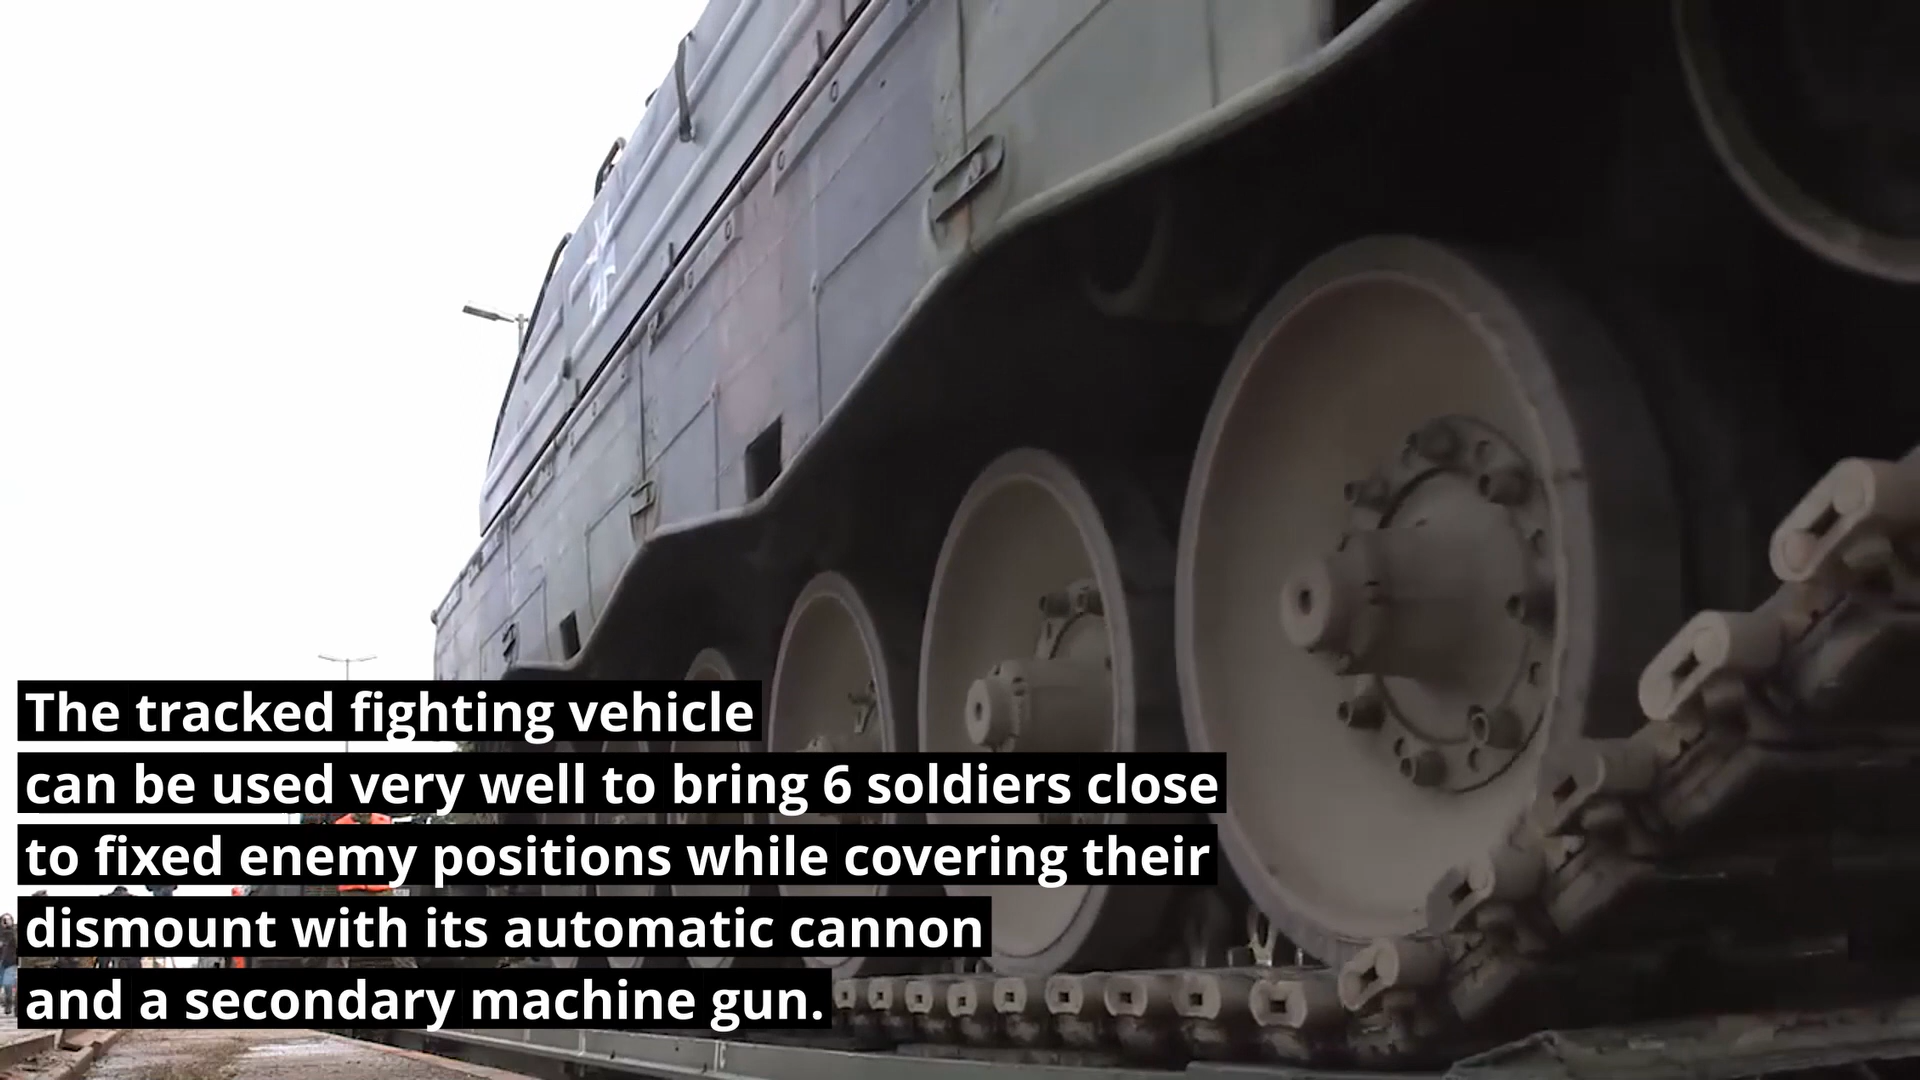 The tracked fighting vehicle
can be used very well to bring 6 soldiers close
to fixed enemy positions while covering their
dismount with its automatic cannon
and a secondary machine gun.